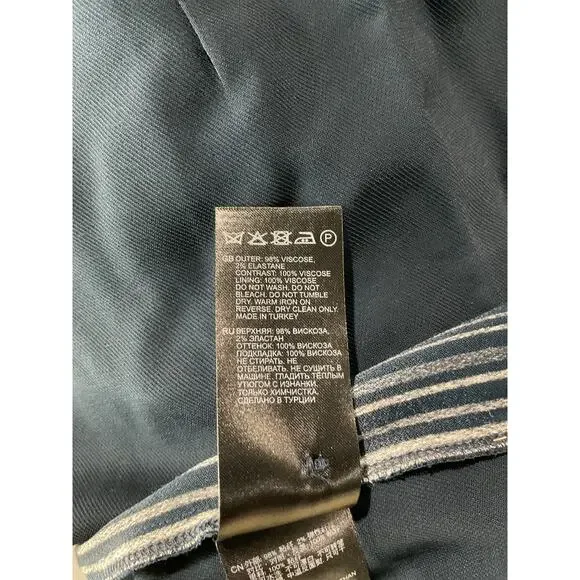 P
GB OUTER: 98% VISCOSE,
2% ELASTANE
CONTRAST: 100% VISCOSE
LINING: 100% VISCOSE
DO NOT WASH. DO NOT
BLEACH. DO NOT TUMBLE
DRY. WARM IRON ON
REVERSE. DRY CLEAN ONLY.
MADE IN TURKEY
RU ВЕРХНЯЯ: 98% ВИСКОЗА,
2% ЭЛАСТАН
ОТТЕНОК: 100% ВИСКОЗА
ПОДКЛАДКА: 100% ВИСКОЗА
НЕ СТИРАТЬ. НЕ
ОТБЕЛИВАТЬ. НЕ СУШИТЬ В
МАШИНЕ. ГЛАДИТЬ ТЁПЛЫМ
УТЮГОМ С ИЗНАНКИ.
ТОЛЬКО ХИМЧИСТКА.
СДЕЛАНО В ТУРЦИИ